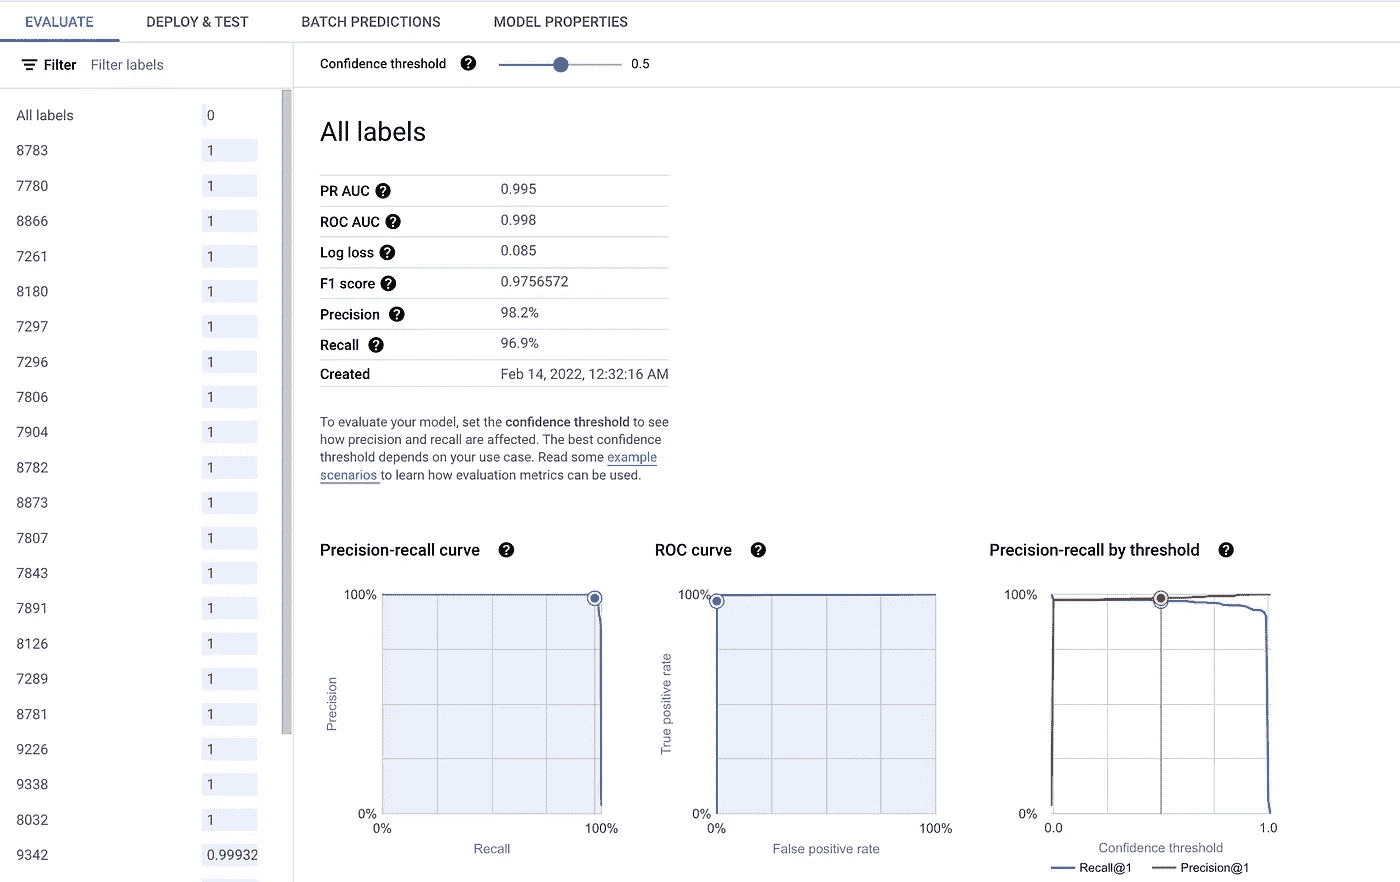 EVALUATE DEPLOY & TEST BATCH PREDICTIONS MODEL PROPERTIES
Filter Filter labels
Confidence threshold ? 0.5
All labels 0
8783 1
7780 1
8866 1
7261 1
8180 1
7297 1
7296 1
7806 1
7904 1
8782 1
8873 1
7807 1
7843 1
7891 1
8126 1
7289 1
8781 1
9226 1
9338 1
8032 1
9342 0.99932
All labels
PR AUC ? 0.995
ROC AUC ? 0.998
Log loss ? 0.085
F1 score ? 0.9756572
Precision ? 98.2%
Recall ? 96.9%
Created Feb 14, 2022, 12:32:16 AM
To evaluate your model, set the confidence threshold to see
how precision and recall are affected. The best confidence
threshold depends on your use case. Read some example
scenarios to learn how evaluation metrics can be used.
Precision-recall curve ?
100%
Precision
0%
0% 100%
Recall
ROC curve ?
100%
True positive rate
0%
0% 100%
False positive rate
Precision-recall by threshold ?
100%
0%
0.0 1.0
Confidence threshold
Recall@1 Precision@1